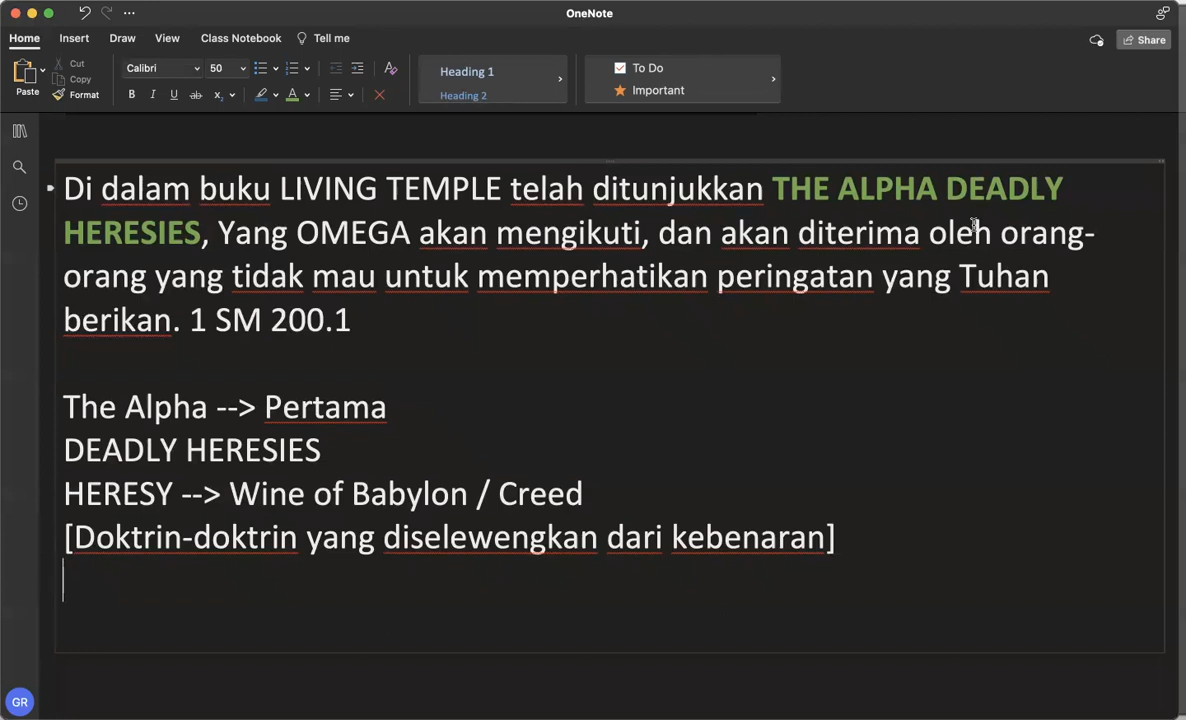 OneNote
Home Insert Draw View Class Notebook Tell me
Share
Paste
Cut
Copy
Format
Calibri 50
Heading 1
Heading 2
To Do
Important
Di dalam buku LIVING TEMPLE telah ditunjukkan THE ALPHA DEADLY
HERESIES, Yang OMEGA akan mengikuti, dan akan diterima oleh orang-
orang yang tidak mau untuk memperhatikan peringatan yang Tuhan
berikan. 1 SM 200.1
The Alpha --> Pertama
DEADLY HERESIES
HERESY --> Wine of Babylon / Creed
[Doktrin-doktrin yang diselewengkan dari kebenaran]
GR